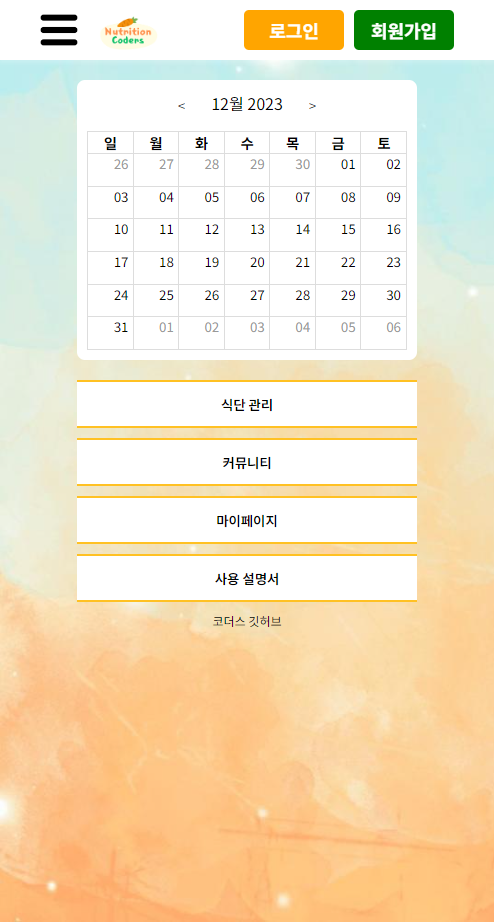 Nutrition
Coders
로그인 회원가입
< 12월 2023 >
일 월 화 수 목 금 토
26 27 28 29 30 01 02
03 04 05 06 07 08 09
10 11 12 13 14 15 16
17 18 19 20 21 22 23
24 25 26 27 28 29 30
31 01 02 03 04 05 06
식단 관리
커뮤니티
마이페이지
사용 설명서
코더스 깃허브